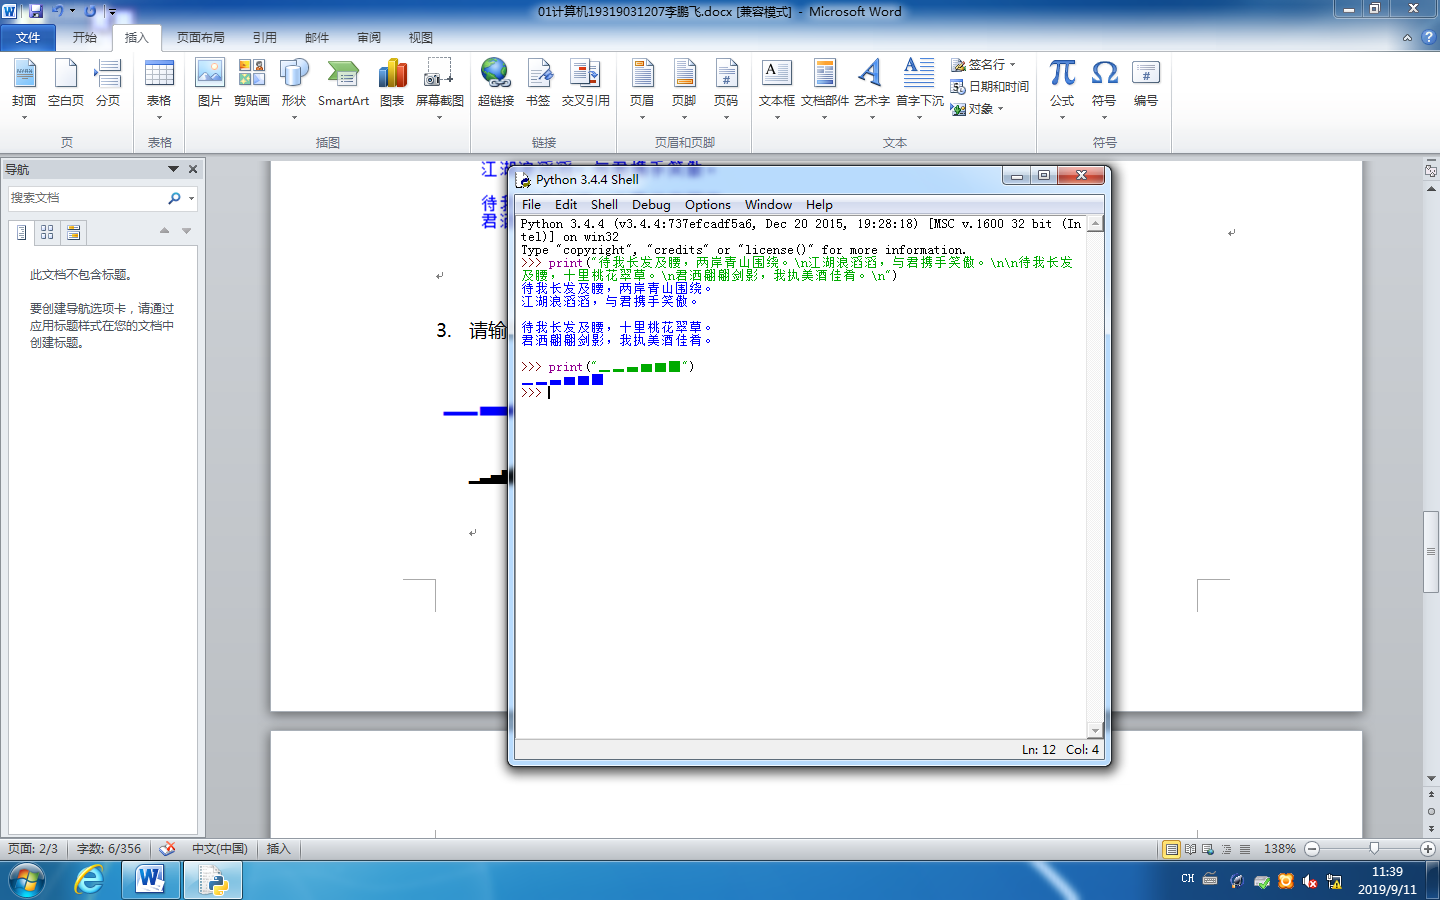 01计算机19319031207李鹏飞.docx [兼容模式] - Microsoft Word
文件 开始 插入 页面布局 引用 邮件 审阅 视图
封面 空白页 分页 表格 图片 剪贴画 形状 SmartArt 图表 屏幕截图 超链接 书签 交叉引用 页眉 页脚 页码 文本框 文档部件 艺术字 首字下沉 签名行 日期和时间 对象 公式 符号 编号
页 表格 插图 链接 页眉和页脚 文本 符号
导航
搜索文档
此文档不包含标题。
要创建导航选项卡，请通过
应用标题样式在您的文档中
创建标题。
江湖浪滔滔，与君携手笑傲。
待我
君洒
3. 请输
Python 3.4.4 Shell
File Edit Shell Debug Options Window Help
Python 3.4.4 (v3.4.4:737efcadf5a6, Dec 20 2015, 19:28:18) [MSC v.1600 32 bit (In
tel)] on win32
Type "copyright", "credits" or "license()" for more information.
>>> print("待我长发及腰，两岸青山围绕。\n江湖浪滔滔，与君携手笑傲。\n\n待我长发
及腰，十里桃花翠草。\n君洒翩翩剑影，我执美酒佳肴。\n")
待我长发及腰，两岸青山围绕。
江湖浪滔滔，与君携手笑傲。
待我长发及腰，十里桃花翠草。
君洒翩翩剑影，我执美酒佳肴。
>>> print("▁▂▃▅▆▇")
▁▂▃▅▆▇
>>>
Ln: 12 Col: 4
页面: 2/3 字数: 6/356 中文(中国) 插入 138%
CH 11:39
2019/9/11